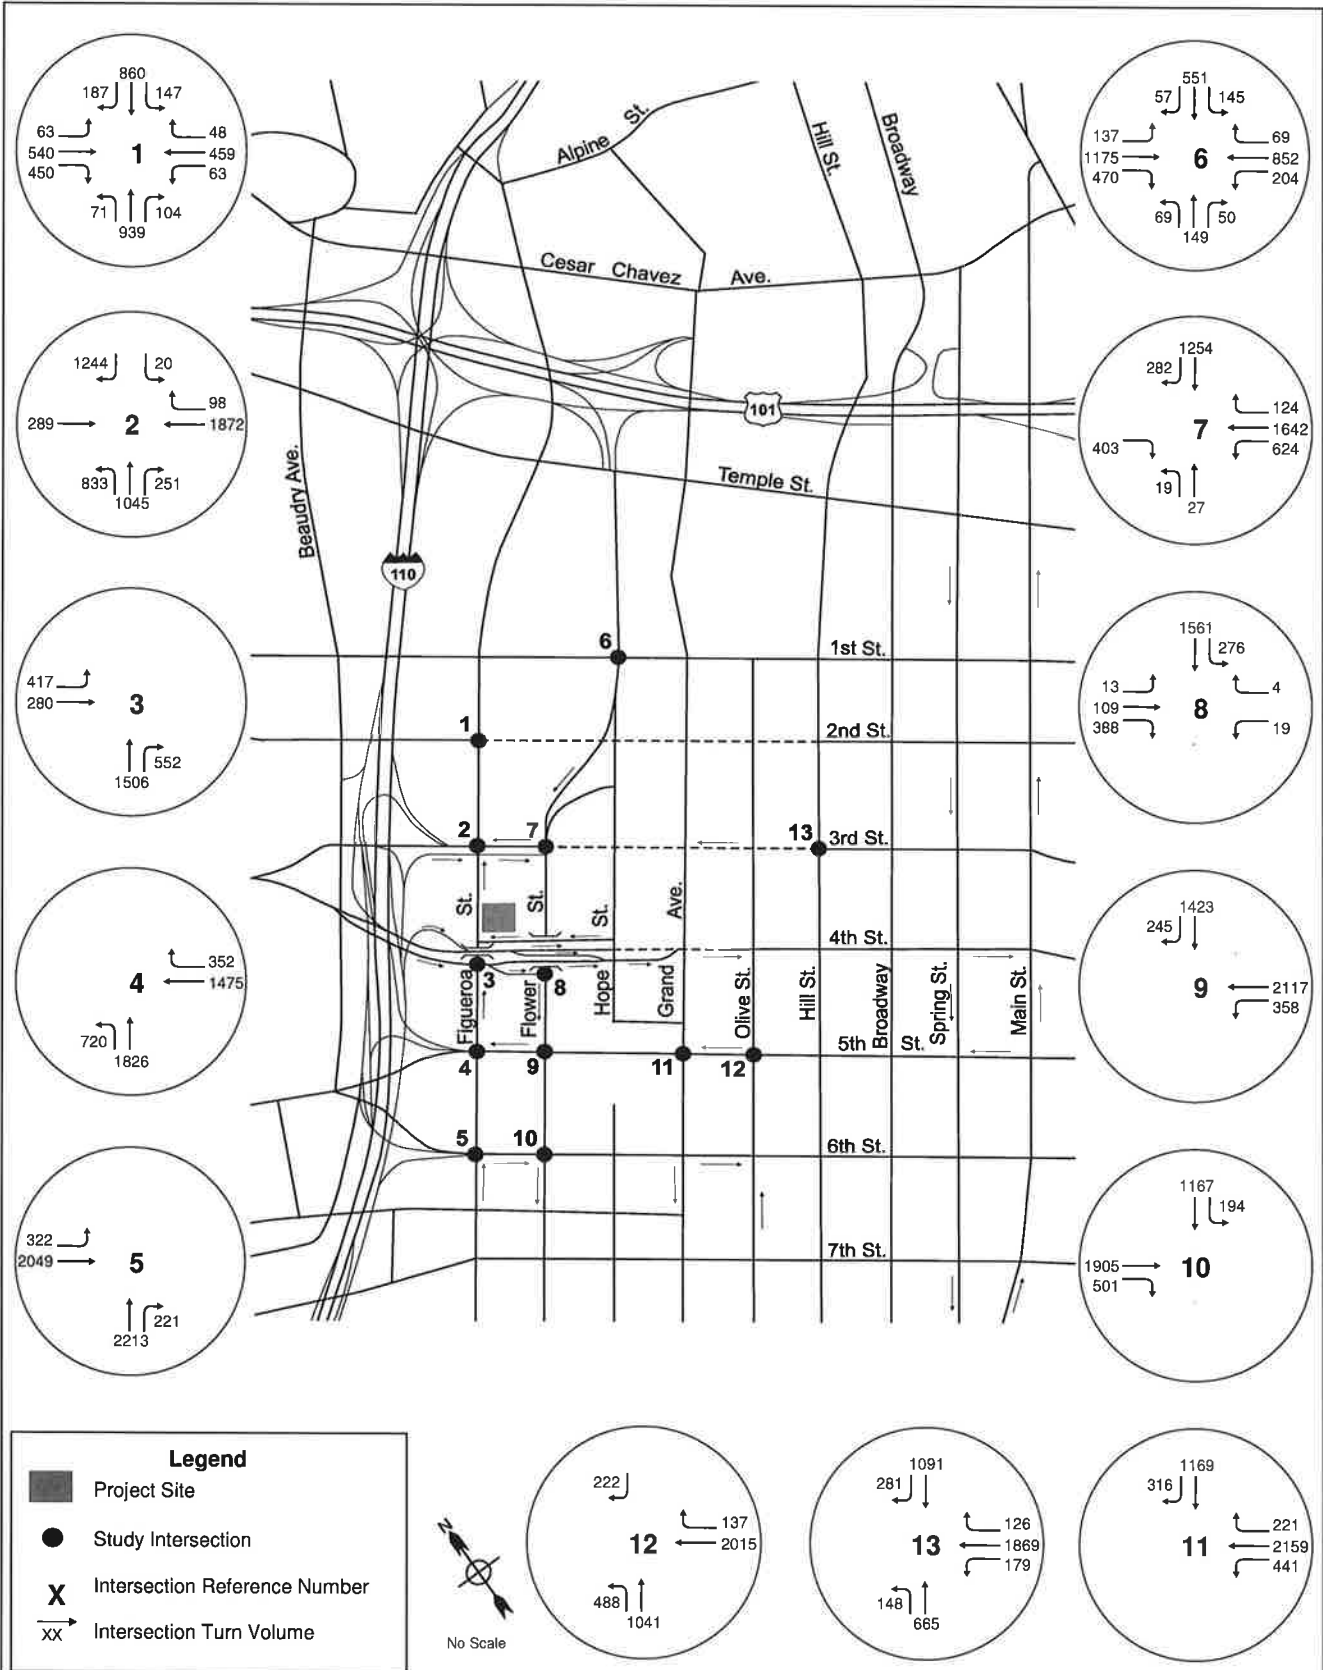 860
187 147
63 48
540 1 459
450 63
71 104
939
1244 20
98
289 2 1872
833 251
1045
417
280 3
552
1506
352
4 1475
720
1826
322
2049 5
221
2213
551
57 145
137 69
1175 6 852
470 204
69 50
149
1254
282
124
7 1642
403 624
19
27
1561
276
13 4
109 8
388 19
1423
245
9 2117
358
1167
194
1905 10
501
Alpine St.
Hill St.
Broadway
Cesar Chavez Ave.
101
Beaudry Ave.
Temple St.
110
6
1st St.
1
2nd St.
2 7 13
3rd St.
St. St. St. Ave.
4th St.
3 8
Figueroa Flower Hope Grand Olive St. Hill St. Broadway Spring St. Main St.
5th St.
4 9 11 12
5 10
6th St.
7th St.
Legend
Project Site
Study Intersection
X Intersection Reference Number
XX Intersection Turn Volume
N
No Scale
222
137
12 2015
488
1041
1091
281
126
13 1869
179
148
665
1169
316
221
11 2159
441